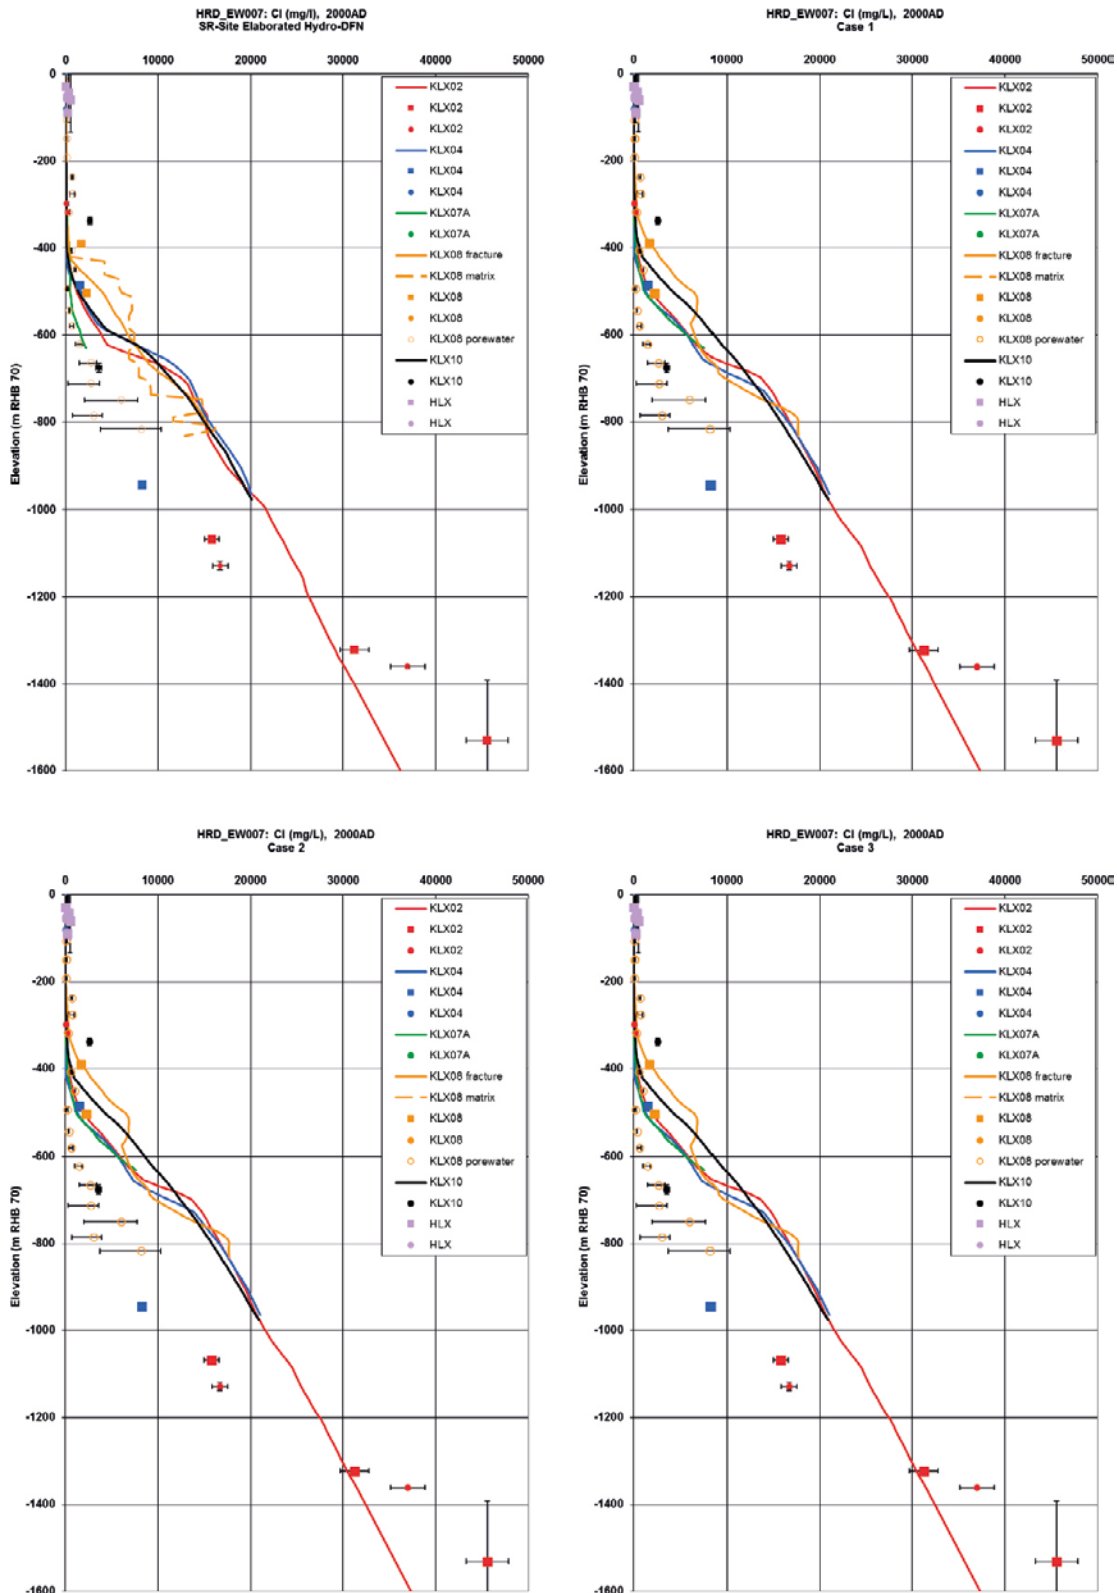 HRD_EW007: Cl (mg/l), 2000AD
SR-Site Elaborated Hydro-DFN
0 10000 20000 30000 40000 50000
0
-200
-400
-600
-800
-1000
-1200
-1400
-1600
Elevation (m RHB 70)
KLX02
KLX02
KLX02
KLX04
KLX04
KLX04
KLX07A
KLX07A
KLX08 fracture
KLX08 matrix
KLX08
KLX08
KLX08 porewater
KLX10
KLX10
HLX
HLX
HRD_EW007: Cl (mg/L), 2000AD
Case 1
0 10000 20000 30000 40000 50000
0
-200
-400
-600
-800
-1000
-1200
-1400
-1600
Elevation (m RHB 70)
KLX02
KLX02
KLX02
KLX04
KLX04
KLX04
KLX07A
KLX07A
KLX08 fracture
KLX08 matrix
KLX08
KLX08
KLX08 porewater
KLX10
KLX10
HLX
HLX
HRD_EW007: Cl (mg/L), 2000AD
Case 2
0 10000 20000 30000 40000 50000
0
-200
-400
-600
-800
-1000
-1200
-1400
-1600
Elevation (m RHB 70)
KLX02
KLX02
KLX02
KLX04
KLX04
KLX04
KLX07A
KLX07A
KLX08 fracture
KLX08 matrix
KLX08
KLX08
KLX08 porewater
KLX10
KLX10
HLX
HLX
HRD_EW007: Cl (mg/L), 2000AD
Case 3
0 10000 20000 30000 40000 50000
0
-200
-400
-600
-800
-1000
-1200
-1400
-1600
Elevation (m RHB 70)
KLX02
KLX02
KLX02
KLX04
KLX04
KLX04
KLX07A
KLX07A
KLX08 fracture
KLX08 matrix
KLX08
KLX08
KLX08 porewater
KLX10
KLX10
HLX
HLX